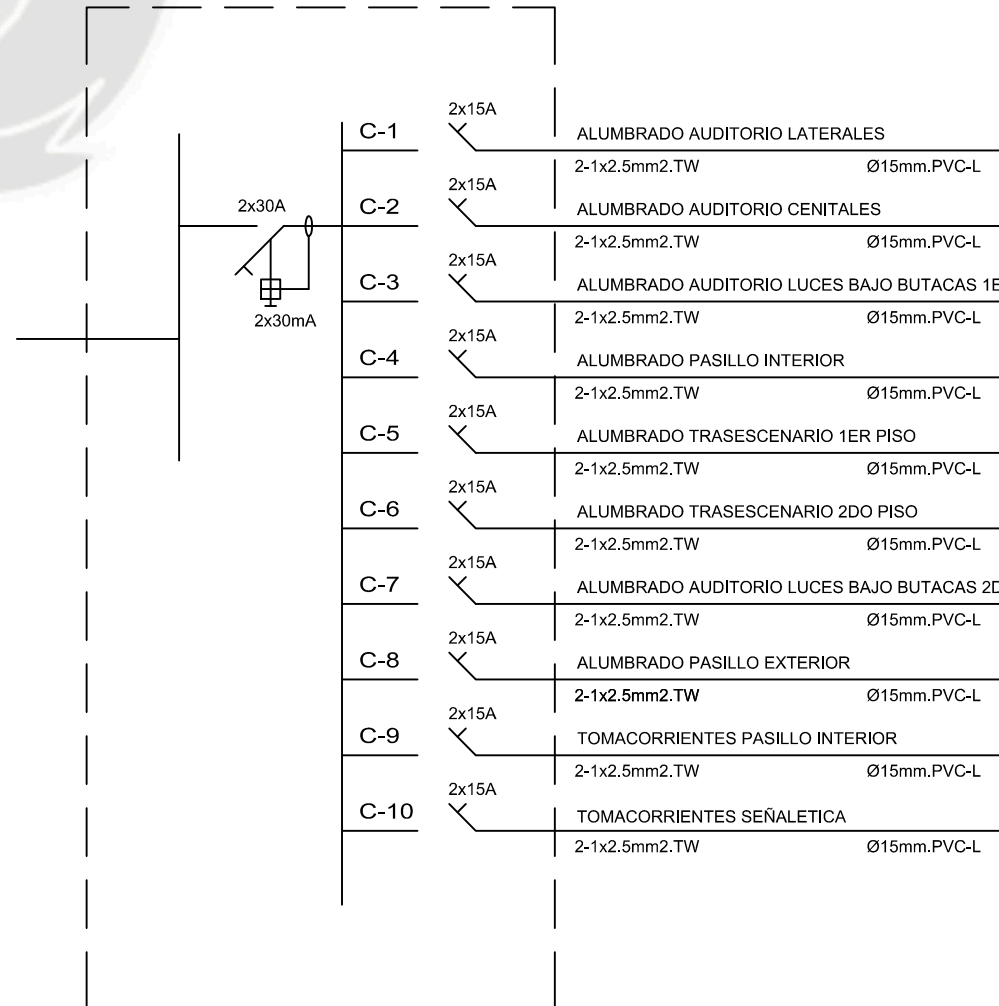 2x15A
C-1
ALUMBRADO AUDITORIO LATERALES
2-1x2.5mm2.TW Ø15mm.PVC-L
2x15A
C-2
ALUMBRADO AUDITORIO CENITALES
2-1x2.5mm2.TW Ø15mm.PVC-L
2x30A
2x30mA
2x15A
C-3
ALUMBRADO AUDITORIO LUCES BAJO BUTACAS
2-1x2.5mm2.TW Ø15mm.PVC-L
2x15A
C-4
ALUMBRADO PASILLO INTERIOR
2-1x2.5mm2.TW Ø15mm.PVC-L
2x15A
C-5
ALUMBRADO TRASESCENARIO 1ER PISO
2-1x2.5mm2.TW Ø15mm.PVC-L
2x15A
C-6
ALUMBRADO TRASESCENARIO 2DO PISO
2-1x2.5mm2.TW Ø15mm.PVC-L
2x15A
C-7
ALUMBRADO AUDITORIO LUCES BAJO BUTACAS
2-1x2.5mm2.TW Ø15mm.PVC-L
2x15A
C-8
ALUMBRADO PASILLO EXTERIOR
2-1x2.5mm2.TW Ø15mm.PVC-L
2x15A
C-9
TOMACORRIENTES PASILLO INTERIOR
2-1x2.5mm2.TW Ø15mm.PVC-L
2x15A
C-10
TOMACORRIENTES SEÑALETICA
2-1x2.5mm2.TW Ø15mm.PVC-L